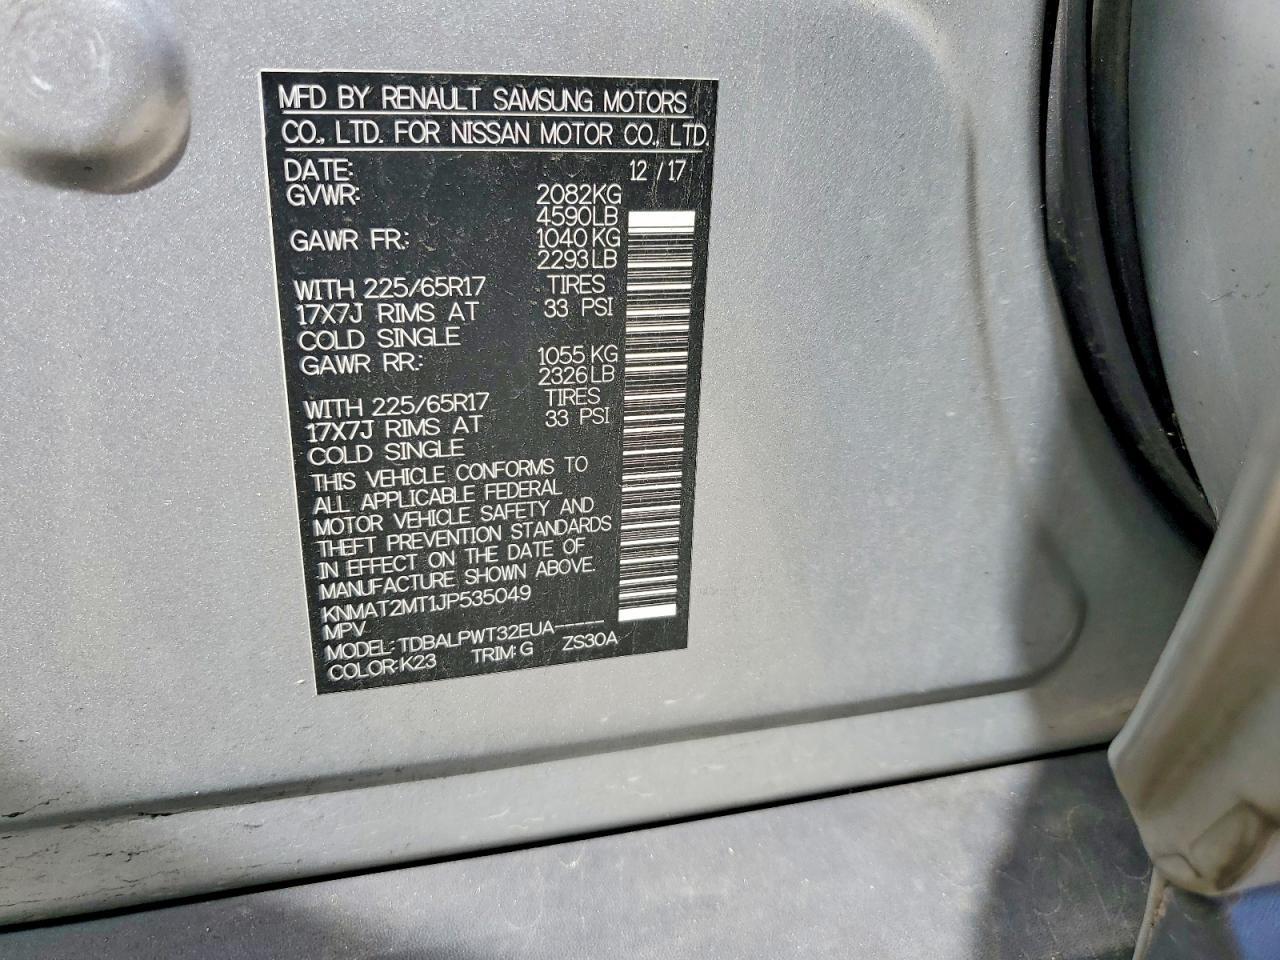 MFD BY RENAULT SAMSUNG MOTORS
CO., LTD. FOR NISSAN MOTOR CO., LTD.
DATE: 12 / 17
GVWR: 2082KG
4590LB
GAWR FR.: 1040 KG
2293LB
WITH 225/65R17 TIRES
17X7J RIMS AT 33 PSI
COLD SINGLE
GAWR RR.: 1055 KG
2326LB
WITH 225/65R17 TIRES
17X7J RIMS AT 33 PSI
COLD SINGLE
THIS VEHICLE CONFORMS TO
ALL APPLICABLE FEDERAL
MOTOR VEHICLE SAFETY AND
THEFT PREVENTION STANDARDS
IN EFFECT ON THE DATE OF
MANUFACTURE SHOWN ABOVE.
KNMAT2MT1JP535049
MPV
MODEL: TDBALPWT32EUA-----
COLOR:K23 TRIM: G ZS30A